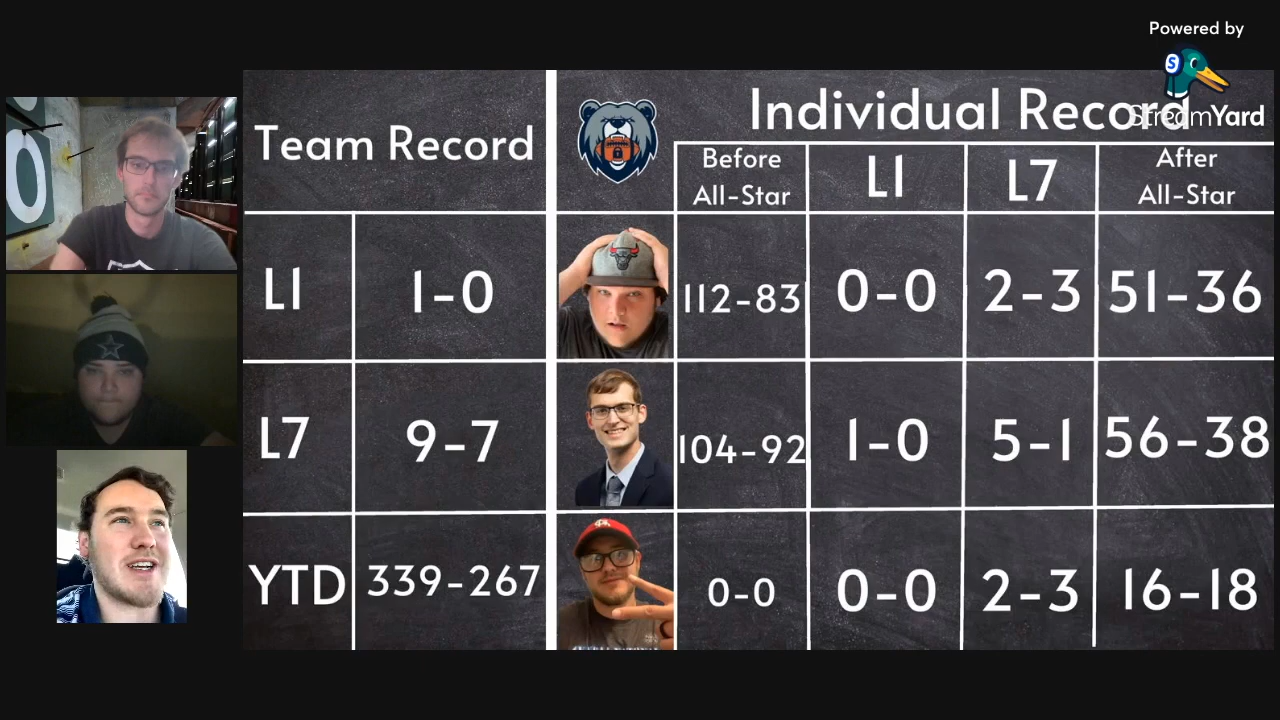 Powered by
StreamYard
Team Record
Individual Record
Before
All-Star
L1
L7
After
All-Star
L1
1-0
0-0
2-3
51-36
112-83
L7
9-7
104-92
1-0
5-1
56-38
YTD
339-267
0-0
0-0
2-3
16-18